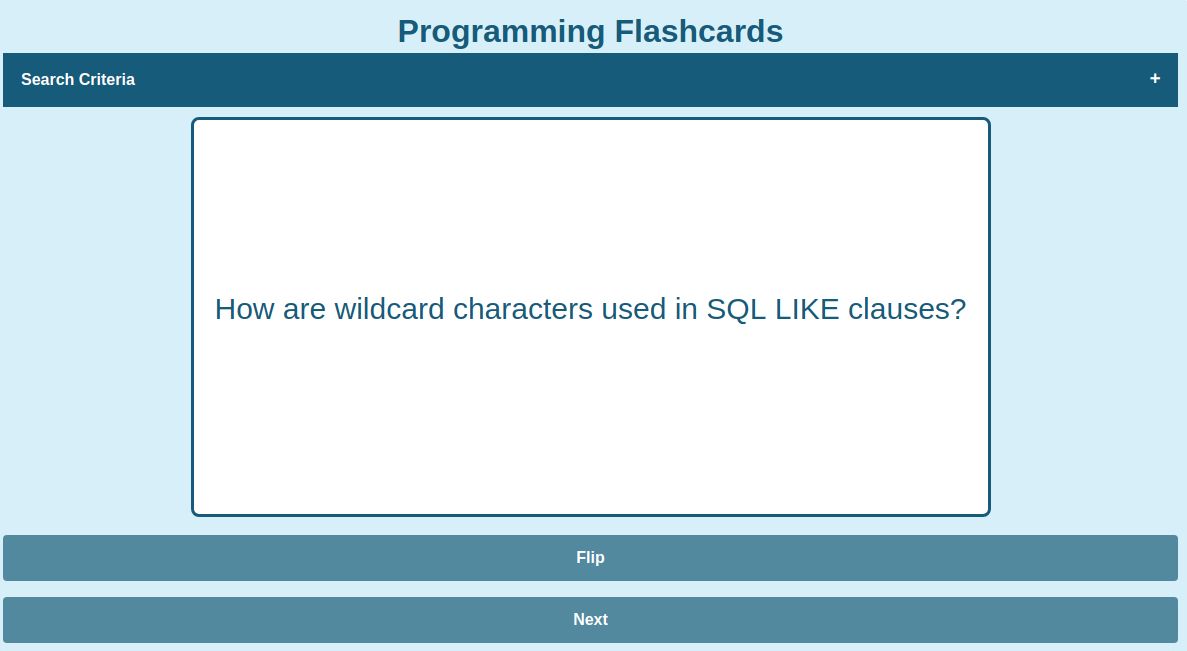 Programming Flashcards
Search Criteria +
How are wildcard characters used in SQL LIKE clauses?
Flip
Next